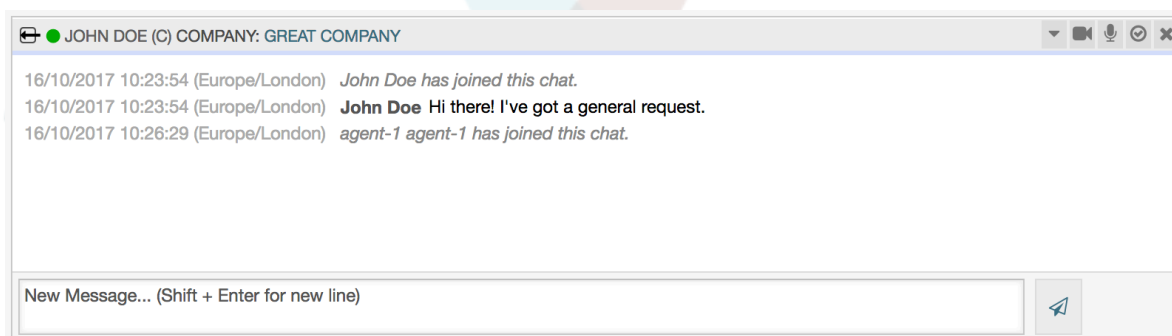 JOHN DOE (C) COMPANY: GREAT COMPANY
16/10/2017 10:23:54 (Europe/London) John Doe has joined this chat.
16/10/2017 10:23:54 (Europe/London) John Doe Hi there! I've got a general request.
16/10/2017 10:26:29 (Europe/London) agent-1 agent-1 has joined this chat.
New Message... (Shift + Enter for new line)